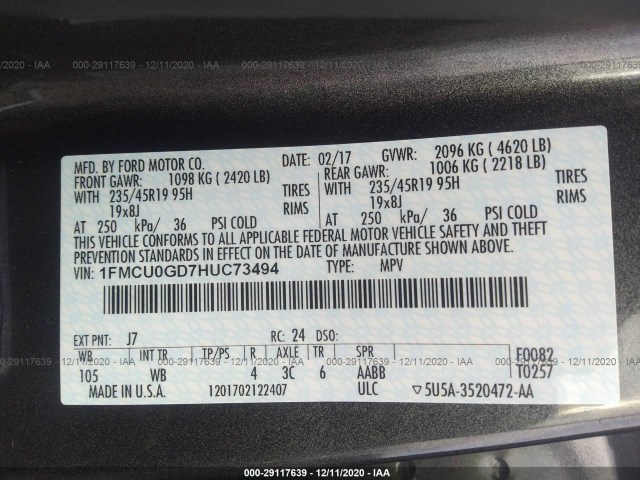 000-29117639 - 12/11/2020 - IAA
MFD. BY FORD MOTOR CO. DATE: 02/17 GVWR: 2096 KG ( 4620 LB)
FRONT GAWR: 1098 KG ( 2420 LB) REAR GAWR: 1006 KG ( 2218 LB)
WITH 235/45R19 95H TIRES WITH 235/45R19 95H TIRES
19x8J RIMS 19x8J RIMS
AT 250 kPa/ 36 PSI COLD AT 250 kPa/ 36 PSI COLD
THIS VEHICLE CONFORMS TO ALL APPLICABLE FEDERAL MOTOR VEHICLE SAFETY AND THEFT
PREVENTION STANDARDS IN EFFECT ON THE DATE OF MANUFACTURE SHOWN ABOVE.
VIN: 1FMCU0GD7HUC73494 TYPE: MPV
EXT PNT: J7 RC: 24 DSO:
WB INT TR TP/PS R AXLE TR SPR F0082
105 WB 4 3C 6 AABB T0257
MADE IN U.S.A. 1201702122407 ULC ▽5U5A-3520472-AA
000-29117639 - 12/11/2020 - IAA